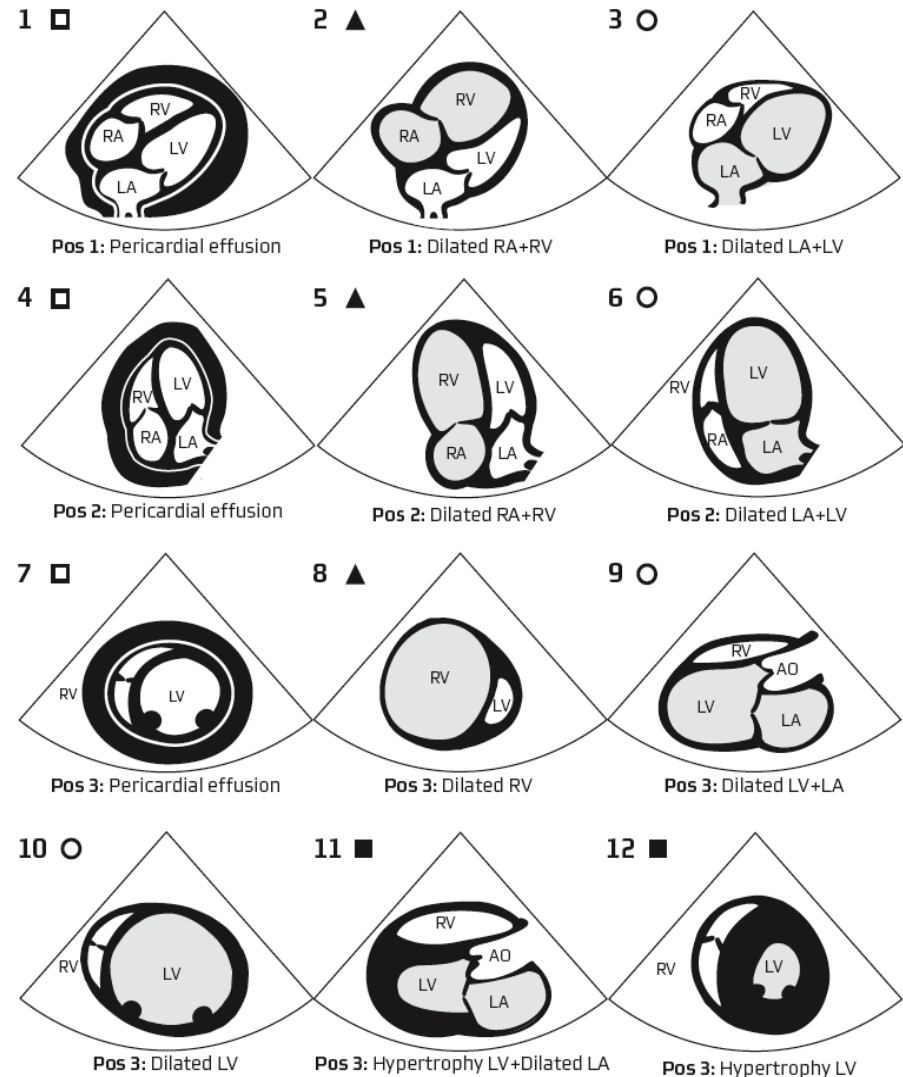 1 2 3
RV
RA
LV
LA
RV
RA
LV
LA
RV
RA
LV
LA
Pos 1: Pericardial effusion
Pos 1: Dilated RA+RV
Pos 1: Dilated LA+LV
4 5 6
RV
LV
RA
LA
RV
LV
RA
LA
RV
LV
RA
LA
Pos 2: Pericardial effusion
Pos 2: Dilated RA+RV
Pos 2: Dilated LA+LV
7 8 9
RV
LV
RV
LV
RV
AO
LV
LA
Pos 3: Pericardial effusion
Pos 3: Dilated RV
Pos 3: Dilated LV+LA
10 11 12
RV
LV
RV
AO
LV
LA
RV
LV
Pos 3: Dilated LV
Pos 3: Hypertrophy LV+Dilated LA
Pos 3: Hypertrophy LV